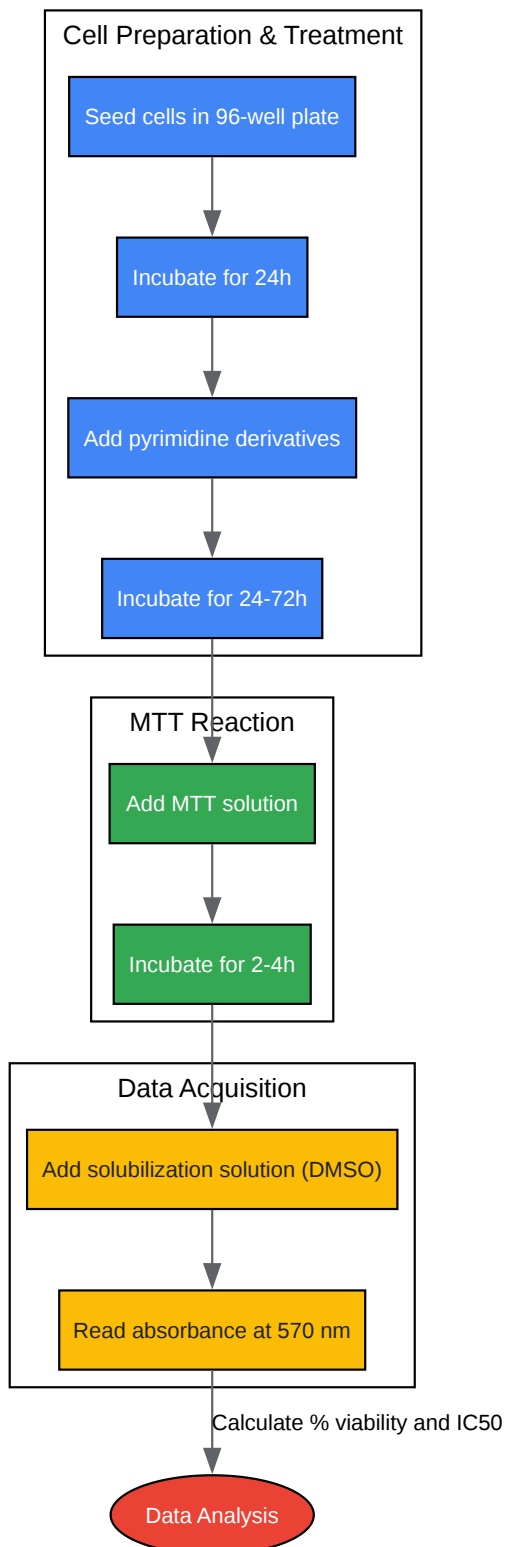 Cell Preparation & Treatment
Seed cells in 96-well plate
Incubate for 24h
Add pyrimidine derivatives
Incubate for 24-72h
MTT Reaction
Add MTT solution
Incubate for 2-4h
Data Acquisition
Add solubilization solution (DMSO)
Read absorbance at 570 nm
Calculate % viability and IC50
Data Analysis